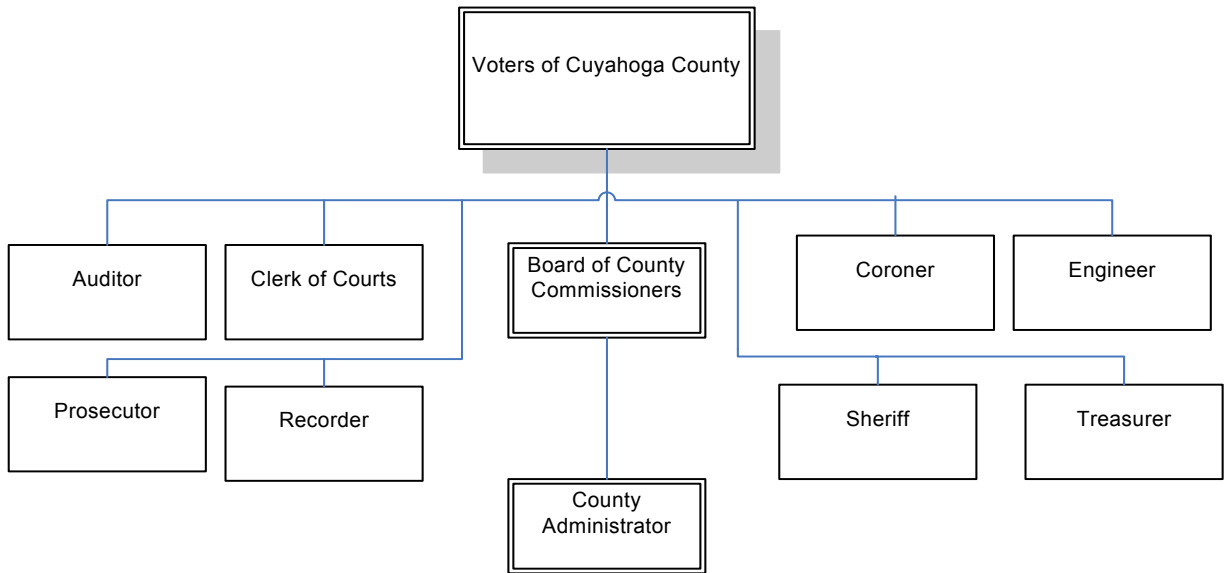 Voters of Cuyahoga County
Auditor
Clerk of Courts
Board of County
Commissioners
Coroner
Engineer
Prosecutor
Recorder
Sheriff
Treasurer
County
Administrator